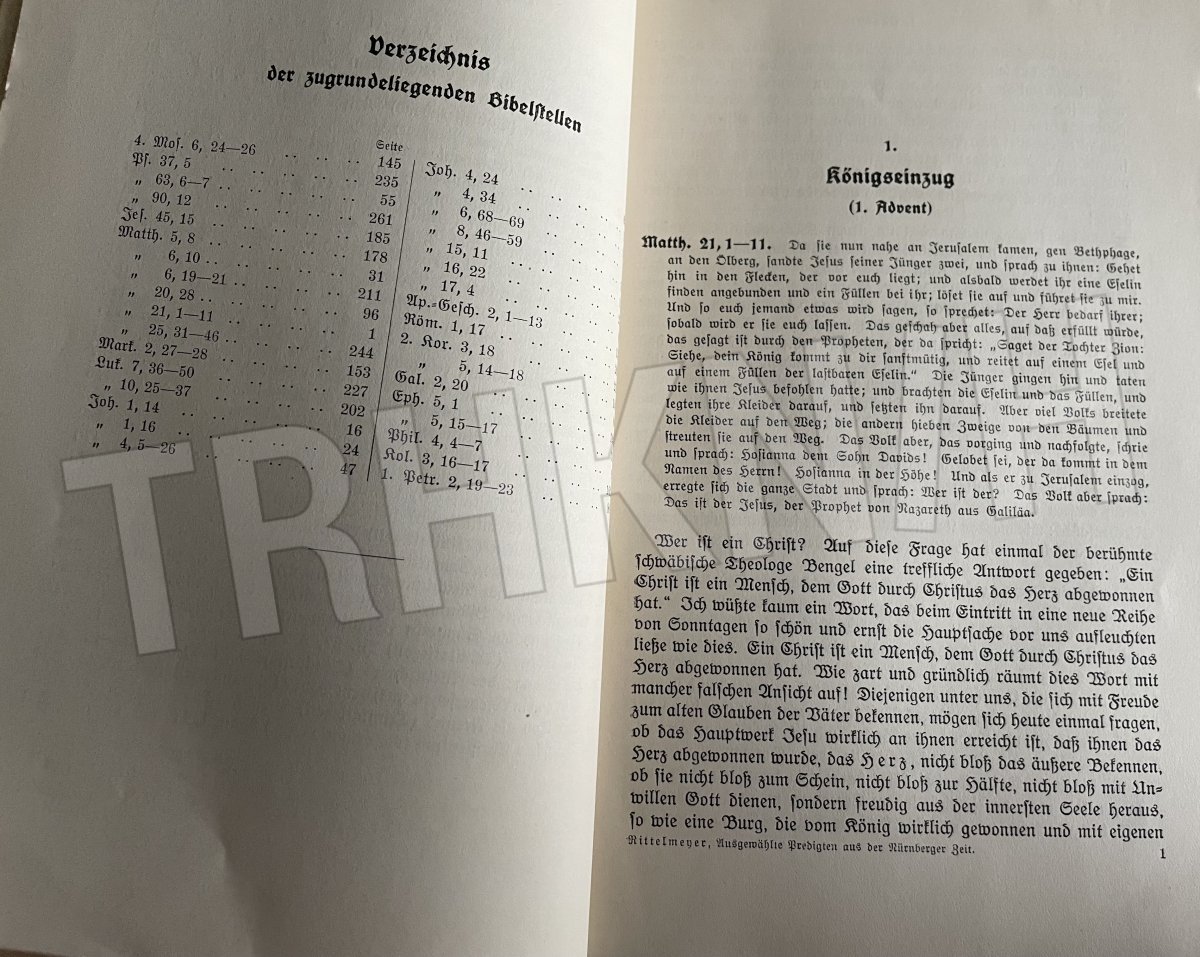 Verzeichnis
der zugrundeliegenden Bibelstellen
Seite
4. Mos. 6, 24—26 .. .. .. 145
Ps. 37, 5 .. .. .. .. .. 235
„ 63, 6—7 .. .. .. .. 55
„ 90, 12 .. .. .. .. .. 261
Jes. 45, 15 .. .. .. .. 185
Matth. 5, 8 .. .. .. .. 178
„ 6, 10 .. .. .. .. 31
„ 6, 19—21 .. .. .. 211
„ 20, 28 .. .. .. .. 96
„ 21, 1—11 .. .. .. 1
„ 25, 31—46 .. .. .. 244
Mark. 2, 27—28 .. .. .. 153
Luk. 7, 36—50 .. .. .. 227
„ 10, 25—37 .. .. .. 202
Joh. 1, 14 .. .. .. .. 16
„ 1, 16 .. .. .. .. 24
„ 4, 5—26 .. .. .. .. 47
Joh. 4, 24 .. .. ..
„ 4, 34 .. .. ..
„ 6, 68—69 .. ..
„ 8, 46—59 .. ..
„ 15, 11 .. .. ..
„ 16, 22 .. .. ..
„ 17, 4 .. .. ..
Ap.=Gesch. 2, 1—13 ..
Röm. 1, 17 .. .. ..
2. Kor. 3, 18 .. .. ..
„ 5, 14—18 .. ..
Gal. 2, 20 .. .. ..
Eph. 5, 1 .. .. ..
„ 5, 15—17 .. ..
Phil. 4, 4—7 .. .. ..
Kol. 3, 16—17 .. .. ..
1. Petr. 2, 19—23 .. ..
1.
Königseinzug
(1. Advent)
Matth. 21, 1—11. Da sie nun nahe an Jerusalem kamen, gen Bethphage,
an den Ölberg, sandte Jesus seiner Jünger zwei, und sprach zu ihnen: Gehet
hin in den Flecken, der vor euch liegt; und alsbald werdet ihr eine Eselin
finden angebunden und ein Füllen bei ihr; löset sie auf und führet sie zu mir.
Und so euch jemand etwas wird sagen, so sprechet: Der Herr bedarf ihrer;
sobald wird er sie euch lassen. Das geschah aber alles, auf daß erfüllt würde,
das gesagt ist durch den Propheten, der da spricht: „Saget der Tochter Zion:
Siehe, dein König kommt zu dir sanftmütig, und reitet auf einem Esel und
auf einem Füllen der lastbaren Eselin.“ Die Jünger gingen hin und taten
wie ihnen Jesus befohlen hatte; und brachten die Eselin und das Füllen, und
legten ihre Kleider darauf, und setzten ihn darauf. Aber viel Volks breitete
die Kleider auf den Weg; die andern hieben Zweige von den Bäumen und
streuten sie auf den Weg. Das Volk aber, das vorging und nachfolgte, schrie
und sprach: Hosianna dem Sohn Davids! Gelobet sei, der da kommt in dem
Namen des Herrn! Hosianna in der Höhe! Und als er zu Jerusalem einzog,
erregte sich die ganze Stadt und sprach: Wer ist der? Das Volk aber sprach:
Das ist der Jesus, der Prophet von Nazareth aus Galiläa.
Wer ist ein Christ? Auf diese Frage hat einmal der berühmte
schwäbische Theologe Bengel eine treffliche Antwort gegeben: „Ein
Christ ist ein Mensch, dem Gott durch Christus das Herz abgewonnen
hat.“ Ich wüßte kaum ein Wort, das beim Eintritt in eine neue Reihe
von Sonntagen so schön und ernst die Hauptsache vor uns aufleuchten
ließe wie dies. Ein Christ ist ein Mensch, dem Gott durch Christus das
Herz abgewonnen hat. Wie zart und gründlich räumt dies Wort mit
mancher falschen Ansicht auf! Diejenigen unter uns, die sich mit Freude
zum alten Glauben der Väter bekennen, mögen sich heute einmal fragen,
ob das Hauptwerk Jesu wirklich an ihnen erreicht ist, daß ihnen das
Herz abgewonnen wurde, das Herz, nicht bloß das äußere Bekennen,
ob sie nicht bloß zum Schein, nicht bloß zur Hälfte, nicht bloß mit Un=
willen Gott dienen, sondern freudig aus der innersten Seele heraus,
so wie eine Burg, die vom König wirklich gewonnen und mit eigenen
Rittelmeyer, Ausgewählte Predigten aus der Nürnberger Zeit.
1